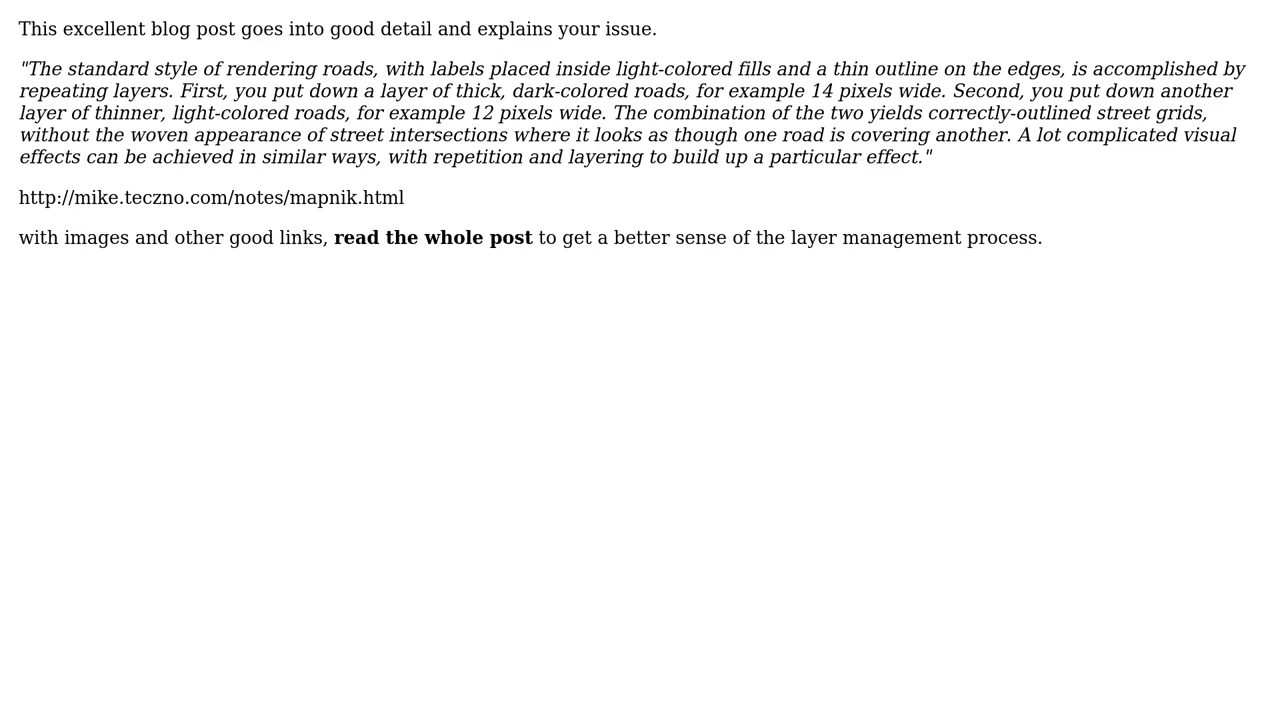 This excellent blog post goes into good detail and explains your issue.
"The standard style of rendering roads, with labels placed inside light-colored fills and a thin outline on the edges, is accomplished by
repeating layers. First, you put down a layer of thick, dark-colored roads, for example 14 pixels wide. Second, you put down another
layer of thinner, light-colored roads, for example 12 pixels wide. The combination of the two yields correctly-outlined street grids,
without the woven appearance of street intersections where it looks as though one road is covering another. A lot complicated visual
effects can be achieved in similar ways, with repetition and layering to build up a particular effect."
http://mike.teczno.com/notes/mapnik.html
with images and other good links, read the whole post to get a better sense of the layer management process.